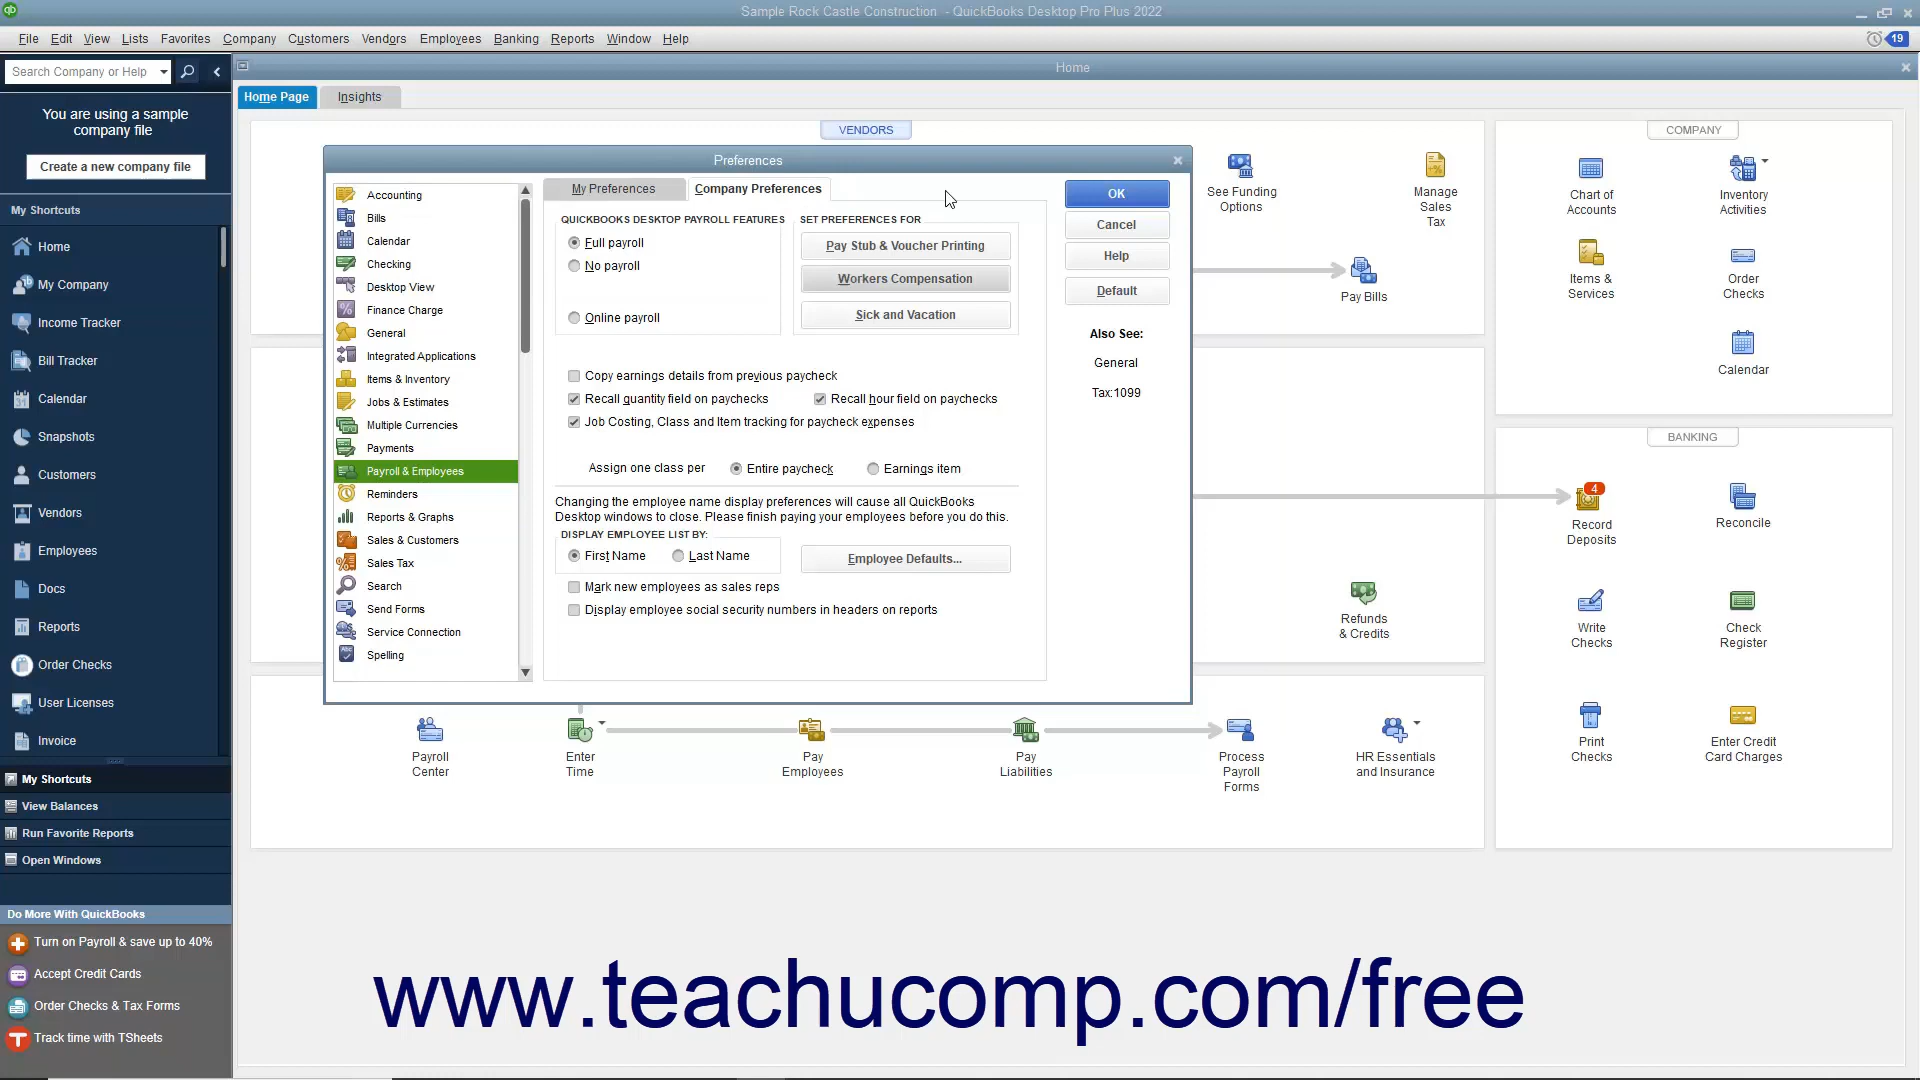 Sample Rock Castle Construction - QuickBooks Desktop Pro Plus 2022
File Edit View Lists Favorites Company Customers Vendors Employees Banking Reports Window Help
19
Search Company or Help
Home
Home Page Insights
You are using a sample
company file
Create a new company file
My Shortcuts
Home
My Company
Income Tracker
Bill Tracker
Calendar
Snapshots
Customers
Vendors
Employees
Docs
Reports
Order Checks
User Licenses
Invoice
My Shortcuts
View Balances
Run Favorite Reports
Open Windows
Do More With QuickBooks
Turn on Payroll & save up to 40%
Accept Credit Cards
Order Checks & Tax Forms
Track time with TSheets
VENDORS
Preferences
Accounting
Bills
Calendar
Checking
Desktop View
Finance Charge
General
Integrated Applications
Items & Inventory
Jobs & Estimates
Multiple Currencies
Payments
Payroll & Employees
Reminders
Reports & Graphs
Sales & Customers
Sales Tax
Search
Send Forms
Service Connection
Spelling
My Preferences Company Preferences
QUICKBOOKS DESKTOP PAYROLL FEATURES
Full payroll
No payroll
Online payroll
SET PREFERENCES FOR
Pay Stub & Voucher Printing
Workers Compensation
Sick and Vacation
Copy earnings details from previous paycheck
Recall quantity field on paychecks Recall hour field on paychecks
Job Costing, Class and Item tracking for paycheck expenses
Assign one class per Entire paycheck Earnings item
Changing the employee name display preferences will cause all QuickBooks
Desktop windows to close. Please finish paying your employees before you do this.
DISPLAY EMPLOYEE LIST BY:
First Name Last Name
Employee Defaults...
Mark new employees as sales reps
Display employee social security numbers in headers on reports
OK
Cancel
Help
Default
Also See:
General
Tax:1099
See Funding
Options
Manage
Sales
Tax
Pay Bills
Refunds
& Credits
Payroll
Center
Enter
Time
Pay
Employees
Pay
Liabilities
Process
Payroll
Forms
HR Essentials
and Insurance
COMPANY
Chart of
Accounts
Inventory
Activities
Items &
Services
Order
Checks
Calendar
BANKING
4
Record
Deposits
Reconcile
Write
Checks
Check
Register
Print
Checks
Enter Credit
Card Charges
www.teachucomp.com/free